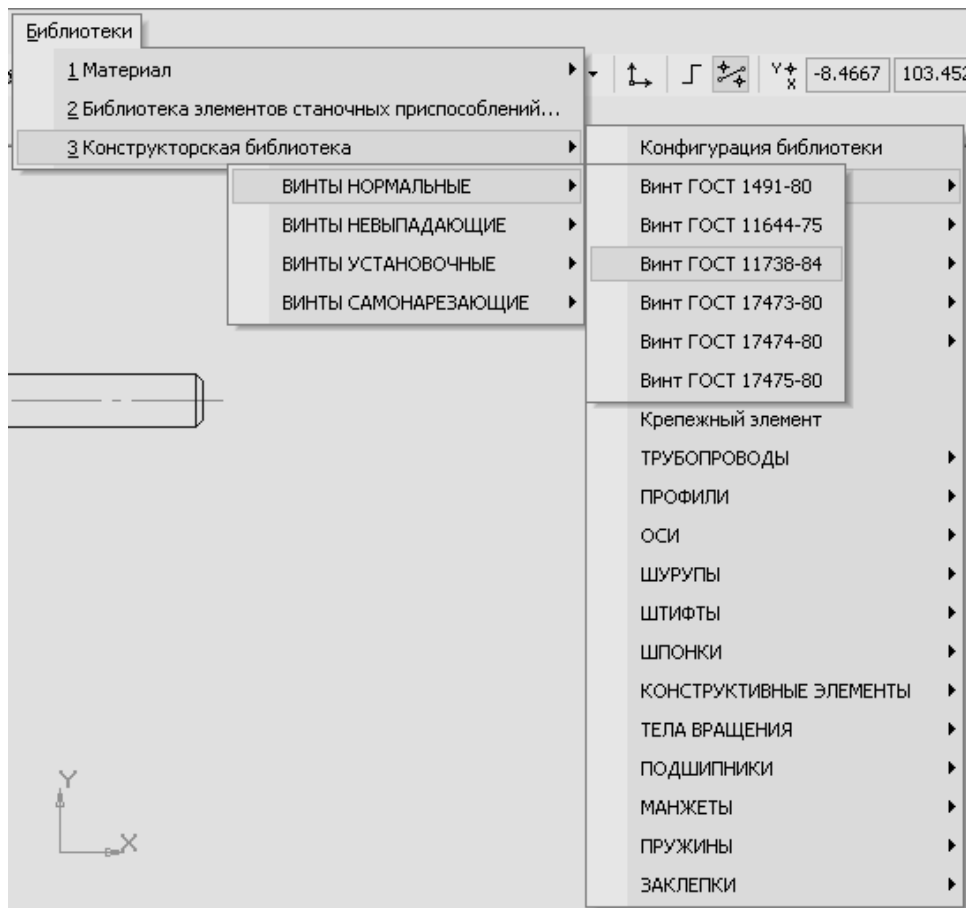 Библиотеки
1 Материал
-8.4667 103.452
2 Библиотека элементов станочных приспособлений...
3 Конструкторская библиотека
Конфигурация библиотеки
ВИНТЫ НОРМАЛЬНЫЕ
ВИНТЫ НЕВЫПАДАЮЩИЕ
ВИНТЫ УСТАНОВОЧНЫЕ
ВИНТЫ САМОНАРЕЗАЮЩИЕ
Винт ГОСТ 1491-80
Винт ГОСТ 11644-75
Винт ГОСТ 11738-84
Винт ГОСТ 17473-80
Винт ГОСТ 17474-80
Винт ГОСТ 17475-80
Крепежный элемент
ТРУБОПРОВОДЫ
ПРОФИЛИ
ОСИ
ШУРУПЫ
ШТИФТЫ
ШПОНКИ
КОНСТРУКТИВНЫЕ ЭЛЕМЕНТЫ
ТЕЛА ВРАЩЕНИЯ
ПОДШИПНИКИ
МАНЖЕТЫ
ПРУЖИНЫ
ЗАКЛЕПКИ
Y
X